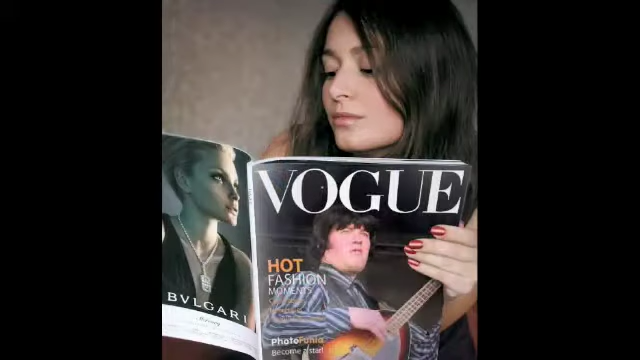 VOGUE
HOT
FASHION
MOMENTS
BVLGARI
PhotoFunia
Become a star!